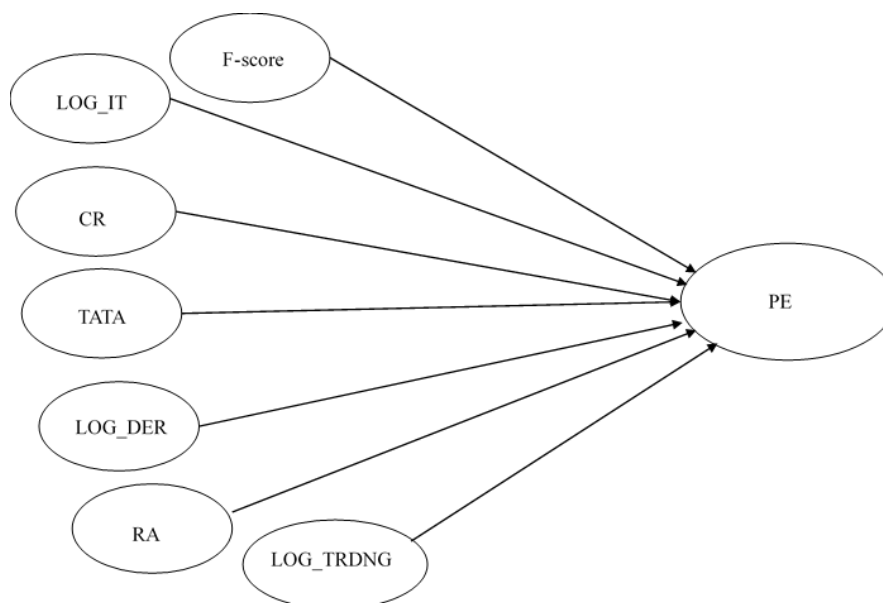 F-score
LOG_IT
CR
TATA
PE
LOG_DER
RA
LOG_TRDNG